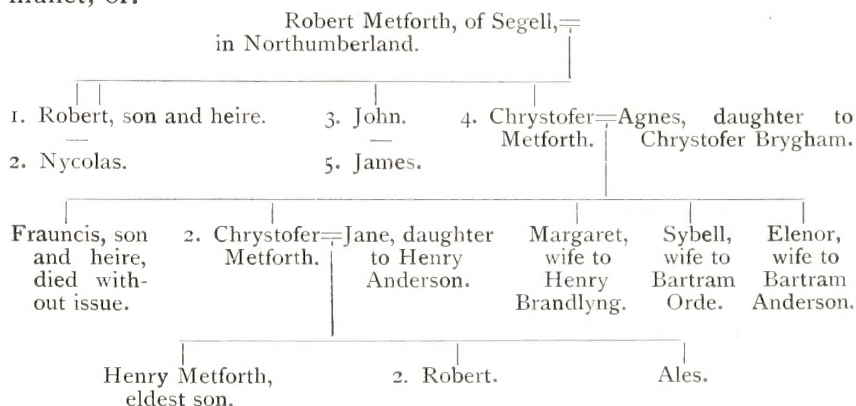 Robert Metforth, of Segell,
in Northumberland.
1. Robert, son and heire.
2. Nycolas.
3. John.
5. James.
4. Chrystofer Metforth.
Agnes, daughter to
Chrystofer Brygham.
Frauncis, son
and heire,
died with-
out issue.
2. Chrystofer
Metforth.
Jane, daughter
to Henry
Anderson.
Margaret,
wife to
Henry
Brandlyng.
Sybell,
wife to
Bartram
Orde.
Elenor,
wife to
Bartram
Anderson.
Henry Metforth,
eldest son.
2. Robert.
Ales.